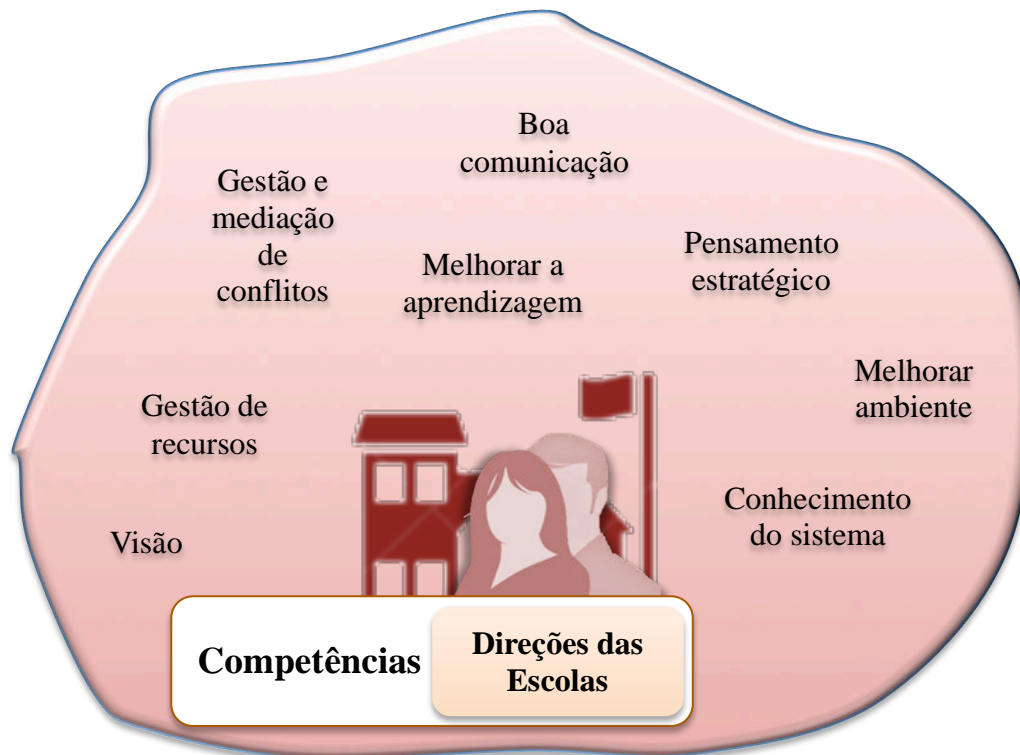 Boa
comunicação
Gestão e
mediação
de
conflitos
Melhorar a
aprendizagem
Pensamento
estratégico
Melhorar
ambiente
Gestão de
recursos
Conhecimento
do sistema
Visão
Competências
Direções das
Escolas